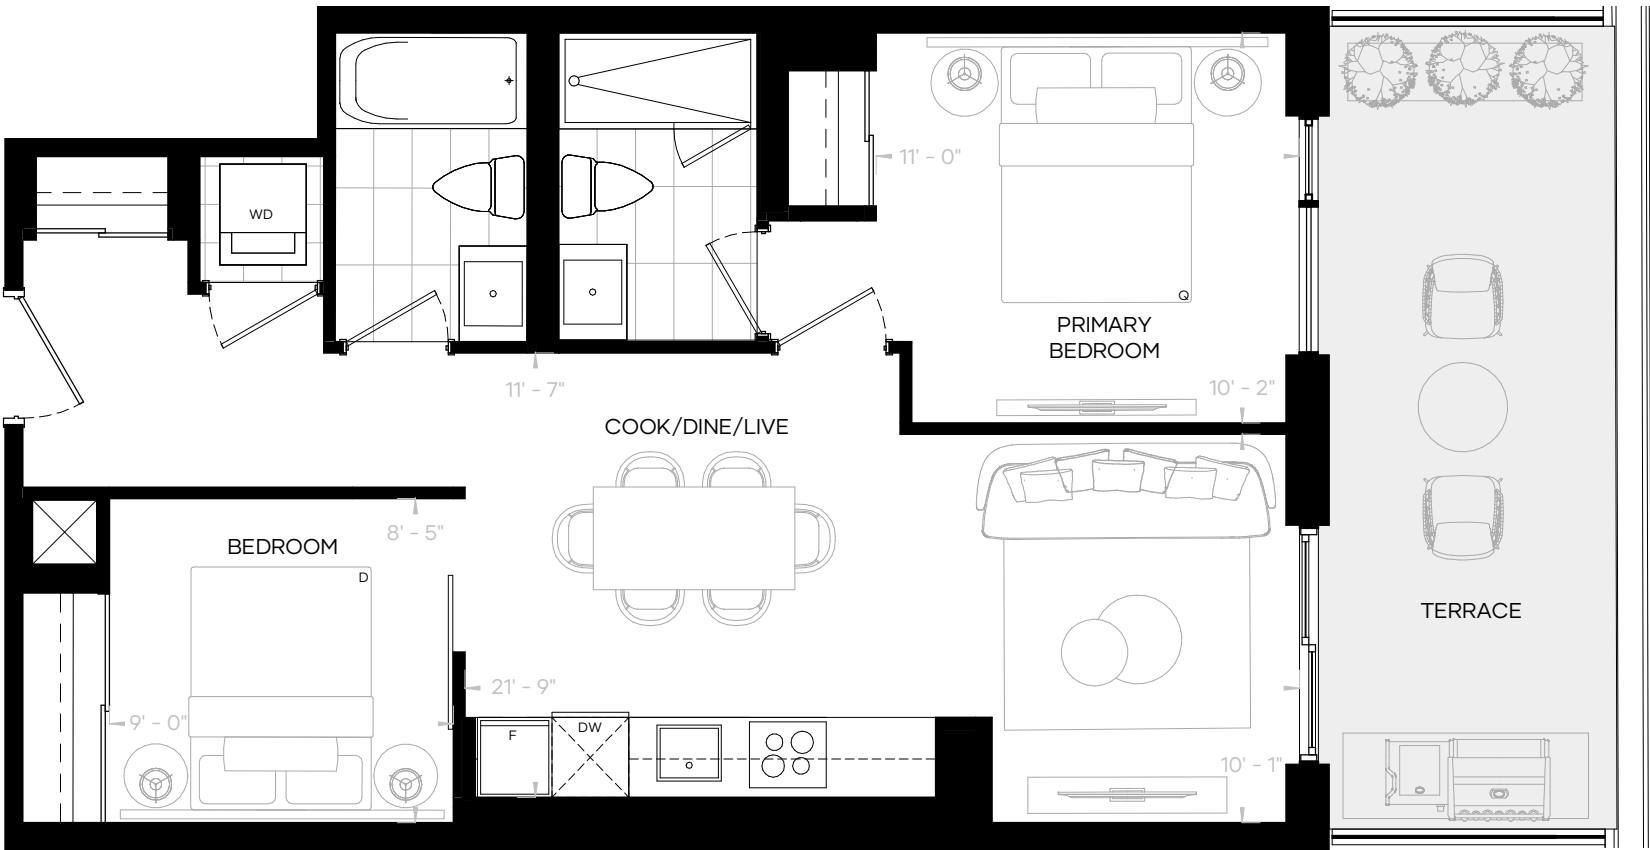 WD
11' - 0"
Q
PRIMARY
BEDROOM
11' - 7"
10' - 2"
COOK/DINE/LIVE
8' - 5"
BEDROOM
D
TERRACE
21' - 9"
9' - 0"
F
DW
10' - 1"